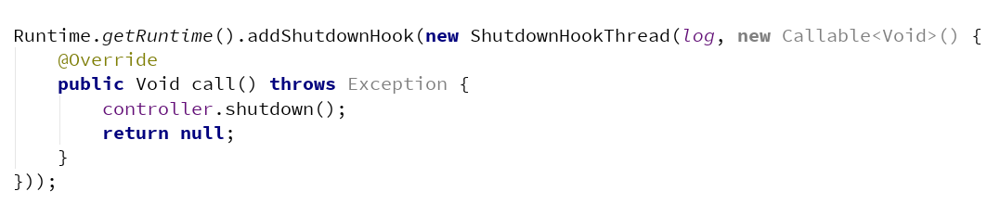 Runtime.getRuntime().addShutdownHook(new ShutdownHookThread(log, new Callable<Void>() {
    @Override
    public Void call() throws Exception {
        controller.shutdown();
        return null;
    }
}));